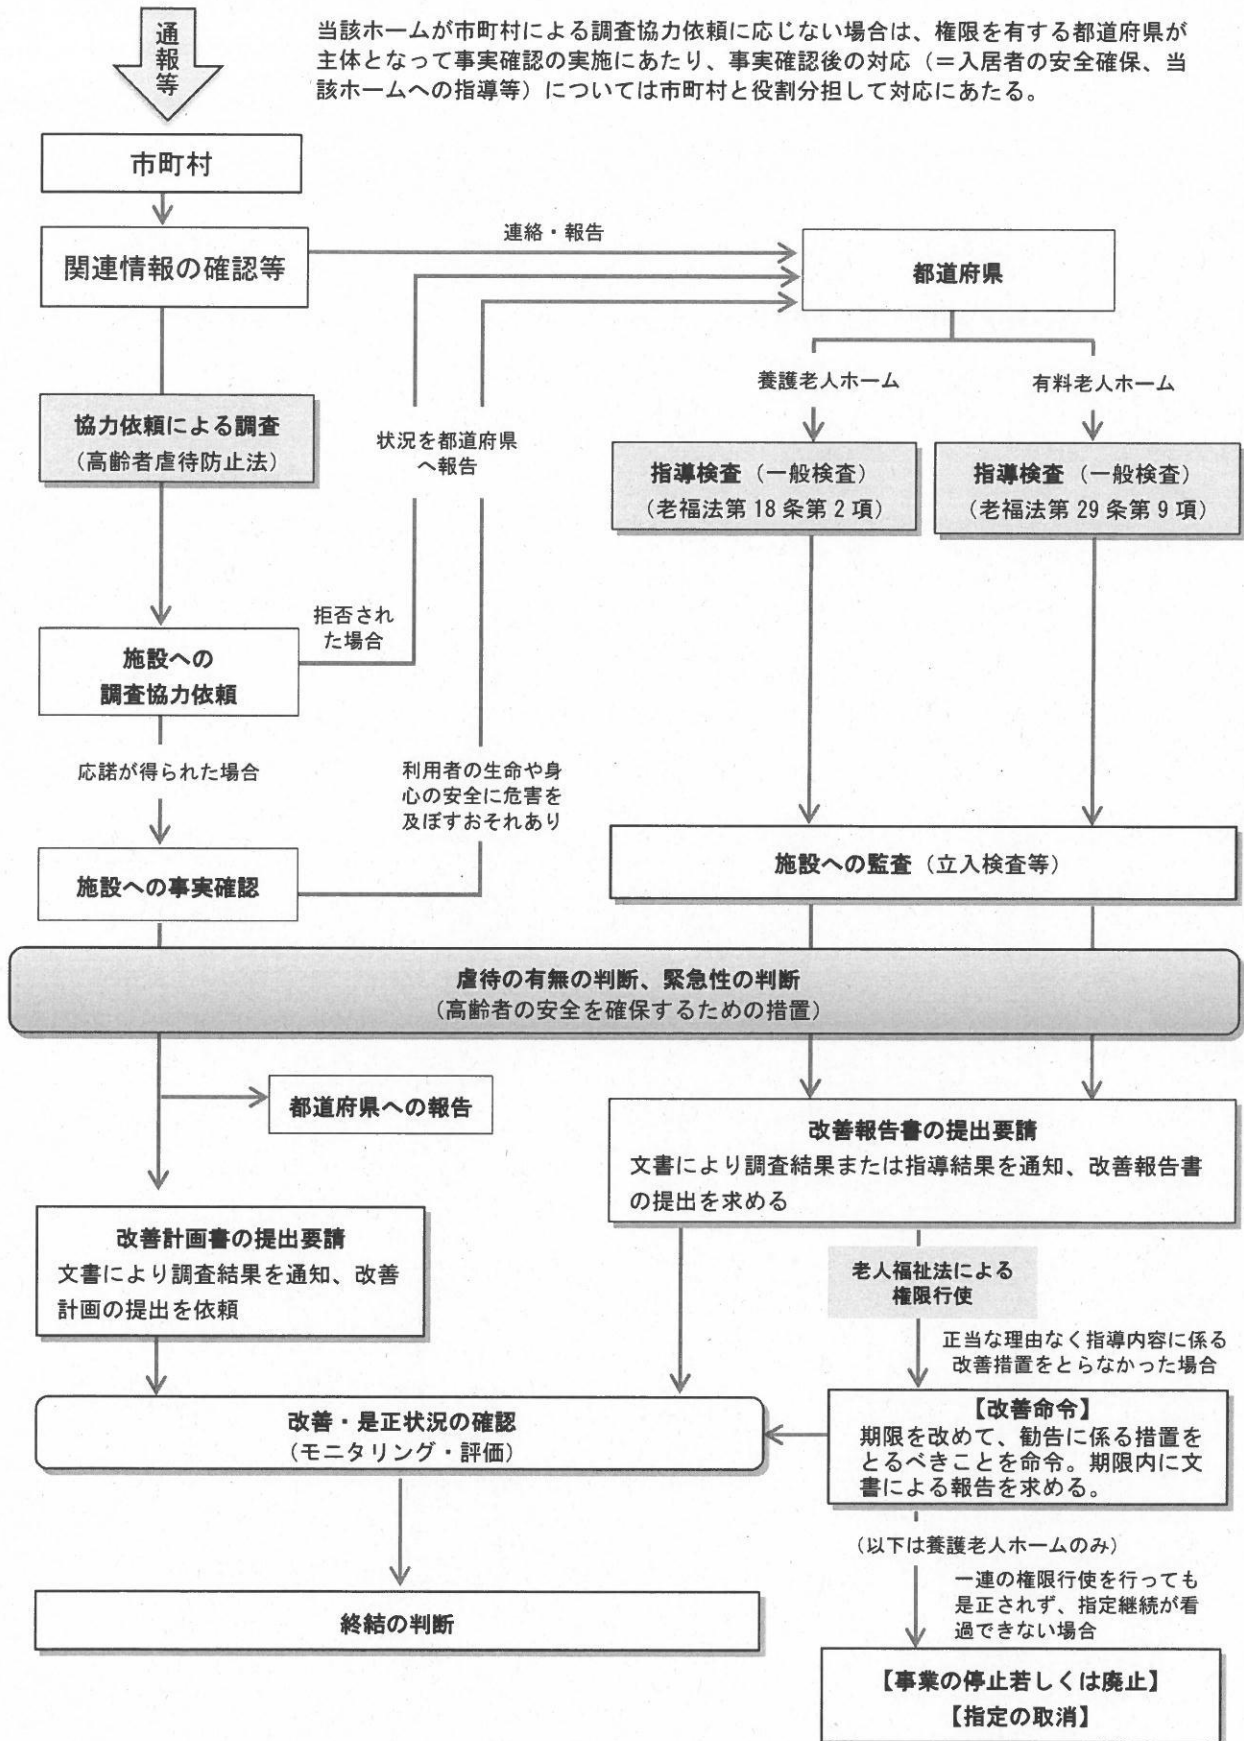 通報等
当該ホームが市町村による調査協力依頼に応じない場合は、権限を有する都道府県が
主体となって事実確認の実施にあたり、事実確認後の対応（＝入居者の安全確保、当
該ホームへの指導等）については市町村と役割分担して対応にあたる。
市町村
関連情報の確認等
連絡・報告
都道府県
養護老人ホーム
有料老人ホーム
協力依頼による調査
（高齢者虐待防止法）
状況を都道府県
へ報告
指導検査（一般検査）
（老福法第 18 条第 2 項）
指導検査（一般検査）
（老福法第 29 条第 9 項）
拒否され
た場合
施設への
調査協力依頼
応諾が得られた場合
利用者の生命や身
心の安全に危害を
及ぼすおそれあり
施設への事実確認
施設への監査（立入検査等）
虐待の有無の判断、緊急性の判断
（高齢者の安全を確保するための措置）
都道府県への報告
改善報告書の提出要請
文書により調査結果または指導結果を通知、改善報告書
の提出を求める
改善計画書の提出要請
文書により調査結果を通知、改善
計画の提出を依頼
老人福祉法による
権限行使
正当な理由なく指導内容に係る
改善措置をとらなかった場合
改善・是正状況の確認
（モニタリング・評価）
【改善命令】
期限を改めて、勧告に係る措置を
とるべきことを命令。期限内に文
書による報告を求める。
（以下は養護老人ホームのみ）
一連の権限行使を行っても
是正されず、指定継続が看
過できない場合
終結の判断
【事業の停止若しくは廃止】
【指定の取消】